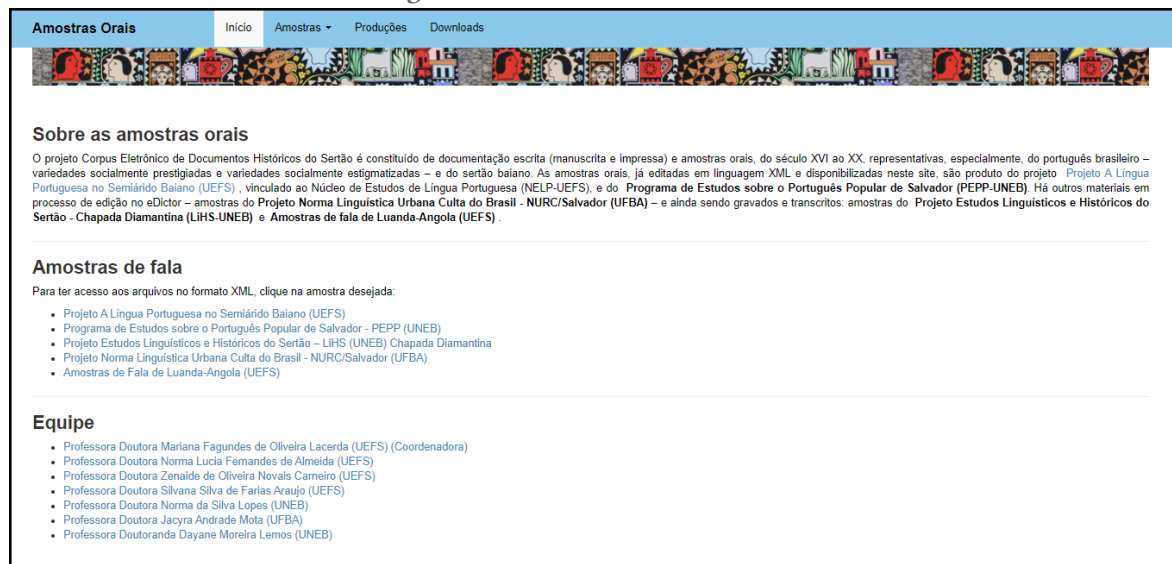 Amostras Orais Início Amostras Produções Downloads
Sobre as amostras orais
O projeto Corpus Eletrônico de Documentos Históricos do Sertão é constituído de documentação escrita (manuscrita e impressa) e amostras orais, do século XVI ao XX, representativas, especialmente, do português brasileiro –
variedades socialmente prestigiadas e variedades socialmente estigmatizadas – e do sertão baiano. As amostras orais, já editadas em linguagem XML e disponibilizadas neste site, são produto do projeto Projeto A Língua
Portuguesa no Semiárido Baiano (UEFS) , vinculado ao Núcleo de Estudos de Língua Portuguesa (NELP-UEFS), e do Programa de Estudos sobre o Português Popular de Salvador (PEPP-UNEB). Há outros materiais em
processo de edição no eDictor – amostras do Projeto Norma Linguística Urbana Culta do Brasil - NURC/Salvador (UFBA) – e ainda sendo gravados e transcritos: amostras do Projeto Estudos Linguísticos e Históricos do
Sertão - Chapada Diamantina (LiHS-UNEB) e Amostras de fala de Luanda-Angola (UEFS) .
Amostras de fala
Para ter acesso aos arquivos no formato XML, clique na amostra desejada:
• Projeto A Língua Portuguesa no Semiárido Baiano (UEFS)
• Programa de Estudos sobre o Português Popular de Salvador - PEPP (UNEB)
• Projeto Estudos Linguísticos e Históricos do Sertão – LiHS (UNEB) Chapada Diamantina
• Projeto Norma Linguística Urbana Culta do Brasil - NURC/Salvador (UFBA)
• Amostras de Fala de Luanda-Angola (UEFS)
Equipe
• Professora Doutora Mariana Fagundes de Oliveira Lacerda (UEFS) (Coordenadora)
• Professora Doutora Norma Lucia Fernandes de Almeida (UEFS)
• Professora Doutora Zenaide de Oliveira Novais Carneiro (UEFS)
• Professora Doutora Silvana Silva de Farias Araujo (UEFS)
• Professora Doutora Norma da Silva Lopes (UNEB)
• Professora Doutora Jacyra Andrade Mota (UFBA)
• Professora Doutoranda Dayane Moreira Lemos (UNEB)